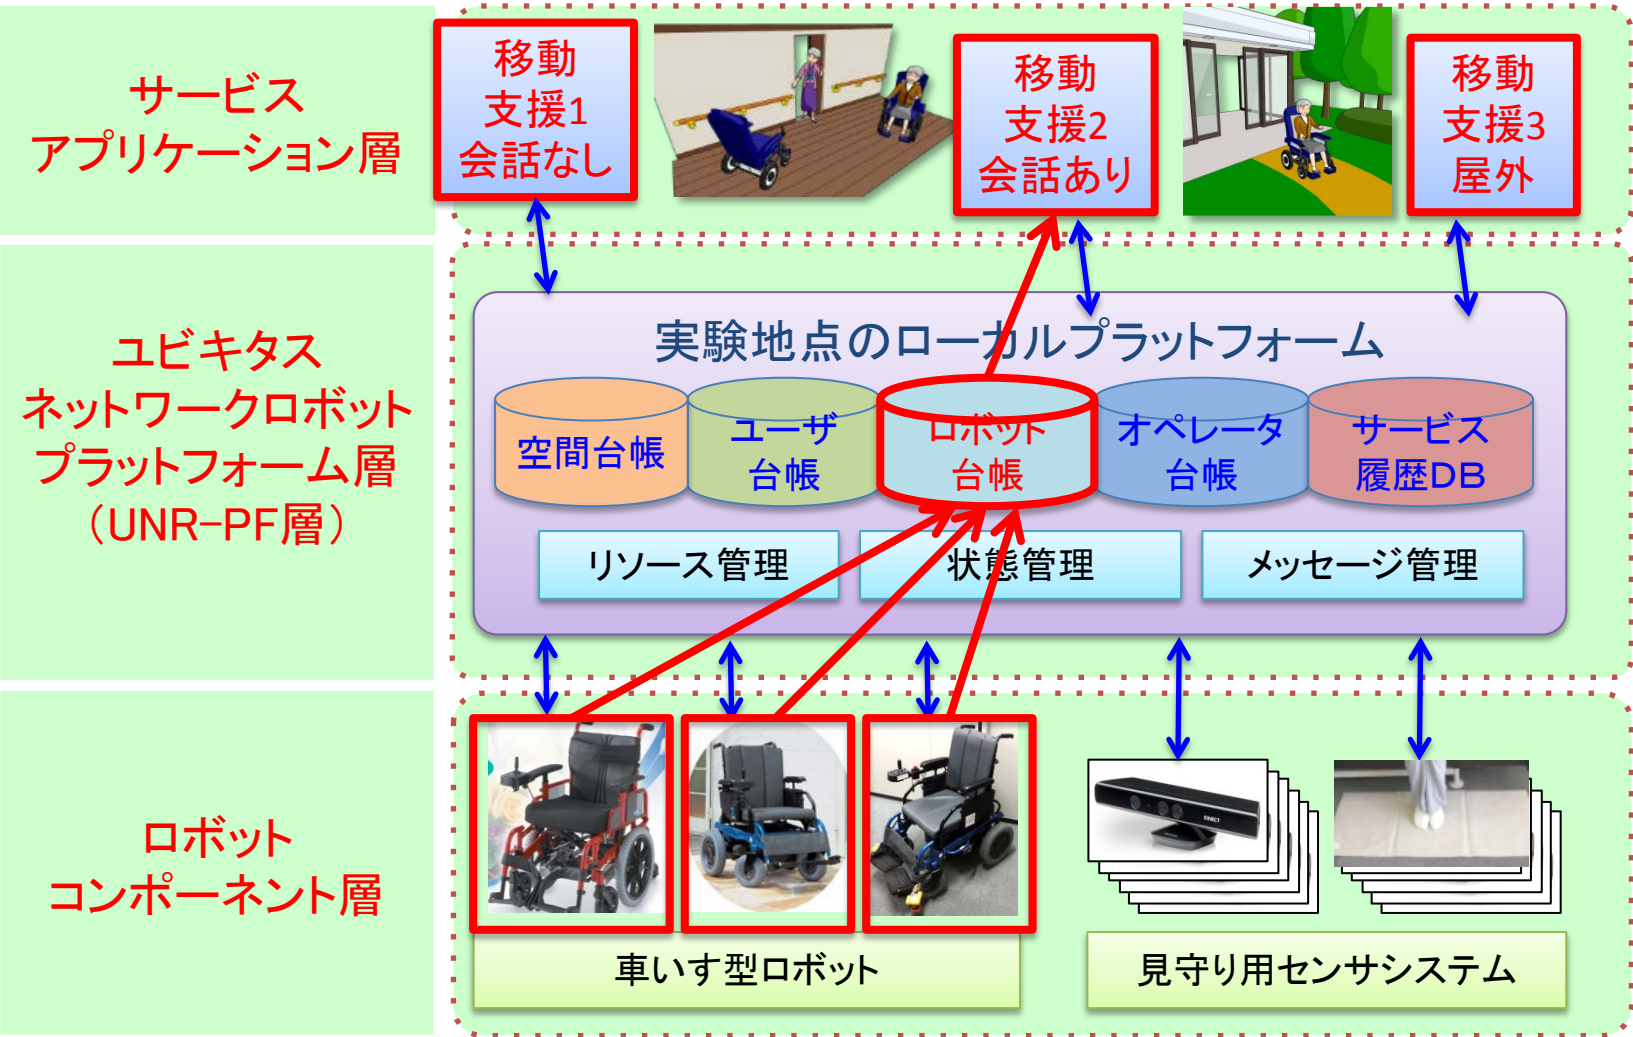 サービス
アプリケーション層
移動
支援1
会話なし
移動
支援2
会話あり
移動
支援3
屋外
ユビキタス
ネットワークロボット
プラットフォーム層
（UNR-PF層）
実験地点のローカルプラットフォーム
空間台帳
ユーザ
台帳
ロボット
台帳
オペレータ
台帳
サービス
履歴DB
リソース管理
状態管理
メッセージ管理
ロボット
コンポーネント層
KINECT
車いす型ロボット
見守り用センサシステム